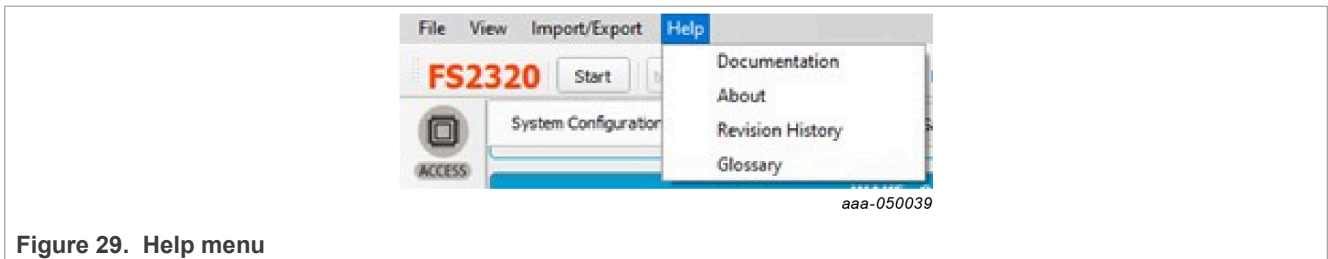 File View Import/Export Help
Documentation
FS2320 Start
About
System Configuration
Revision History
ACCESS
Glossary
aaa-050039
Figure 29. Help menu